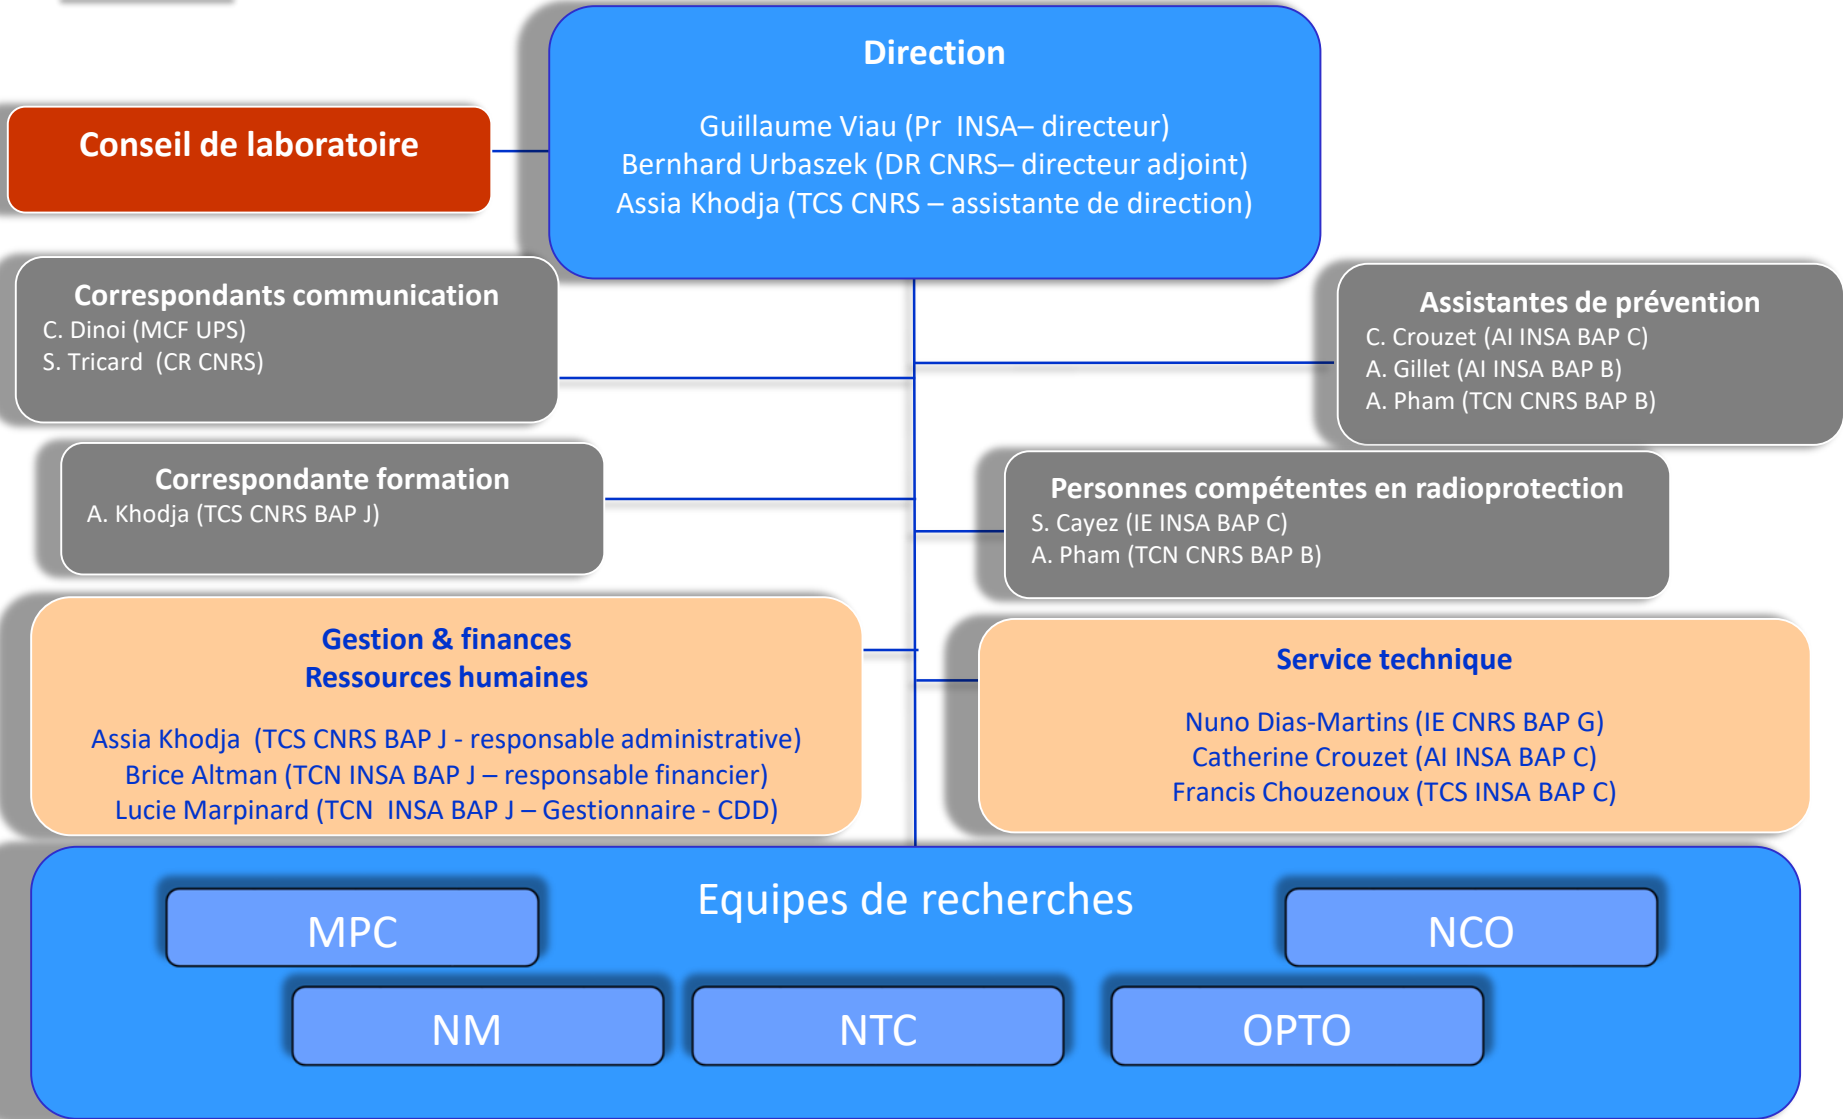 Direction
Guillaume Viau (Pr INSA– directeur)
Bernhard Urbaszek (DR CNRS– directeur adjoint)
Assia Khodja (TCS CNRS – assistante de direction)
Conseil de laboratoire
Correspondants communication
C. Dinoi (MCF UPS)
S. Tricard (CR CNRS)
Assistantes de prévention
C. Crouzet (AI INSA BAP C)
A. Gillet (AI INSA BAP B)
A. Pham (TCN CNRS BAP B)
Correspondante formation
A. Khodja (TCS CNRS BAP J)
Personnes compétentes en radioprotection
S. Cayez (IE INSA BAP C)
A. Pham (TCN CNRS BAP B)
Gestion & finances
Ressources humaines
Assia Khodja (TCS CNRS BAP J - responsable administrative)
Brice Altman (TCN INSA BAP J – responsable financier)
Lucie Marpinard (TCN INSA BAP J – Gestionnaire - CDD)
Service technique
Nuno Dias-Martins (IE CNRS BAP G)
Catherine Crouzet (AI INSA BAP C)
Francis Chouzenoux (TCS INSA BAP C)
Equipes de recherches
MPC
NCO
NM
NTC
OPTO